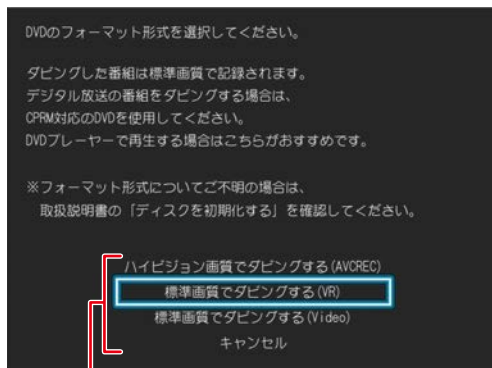 DVDのフォーマット形式を選択してください。
ダビングした番組は標準画質で記録されます。
デジタル放送の番組をダビングする場合は、
CPRM対応のDVDを使用してください。
DVDプレーヤーで再生する場合はこちらがおすすめです。
※フォーマット形式についてご不明の場合は、
取扱説明書の「ディスクを初期化する」を確認してください。
ハイビジョン画質でダビングする(AVCREC)
標準画質でダビングする(VR)
標準画質でダビングする(Video)
キャンセル